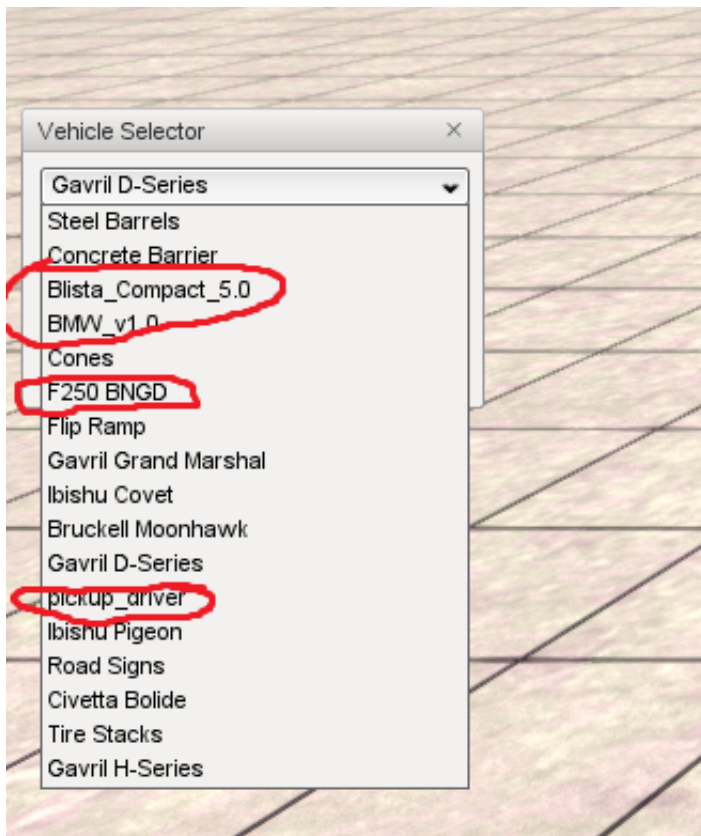 Vehicle Selector
Gavril D-Series
Steel Barrels
Concrete Barrier
Blista_Compact_5.0
BMW_v1.0
Cones
F250 BNGD
Flip Ramp
Gavril Grand Marshal
Ibishu Covet
Bruckell Moonhawk
Gavril D-Series
pickup_driver
Ibishu Pigeon
Road Signs
Civetta Bolide
Tire Stacks
Gavril H-Series